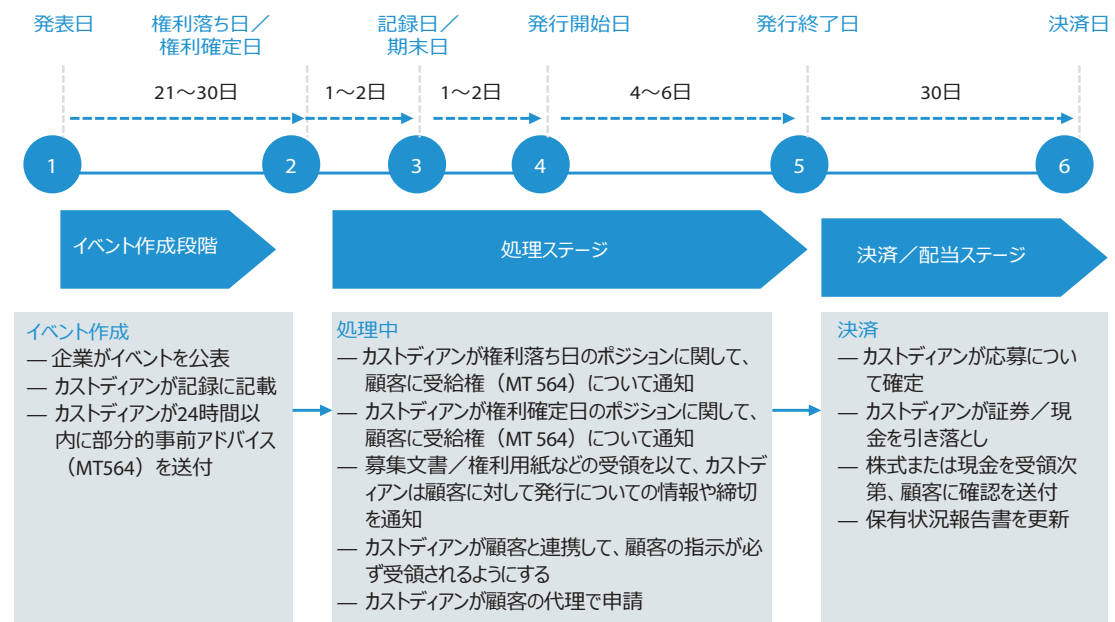 発表日
権利落ち日／
権利確定日
記録日／
期末日
発行開始日
発行終了日
決済日
21～30日
1～2日
1～2日
4～6日
30日
1
2
3
4
5
6
イベント作成段階
処理ステージ
決済／配当ステージ
イベント作成
― 企業がイベントを公表
― カストディアンが記録に記載
― カストディアンが24時間以
内に部分的事前アドバイス
（MT564）を送付
処理中
― カストディアンが権利落ち日のポジションに関して、
顧客に受給権（MT 564）について通知
― カストディアンが権利確定日のポジションに関して、
顧客に受給権（MT 564）について通知
― 募集文書／権利用紙などの受領を以て、カストデ
ィアンは顧客に対して発行についての情報や締切
を通知
― カストディアンが顧客と連携して、顧客の指示が必
ず受領されるようにする
― カストディアンが顧客の代理で申請
決済
― カストディアンが応募につい
て確定
― カストディアンが証券／現
金を引き落とし
― 株式または現金を受領次
第、顧客に確認を送付
― 保有状況報告書を更新